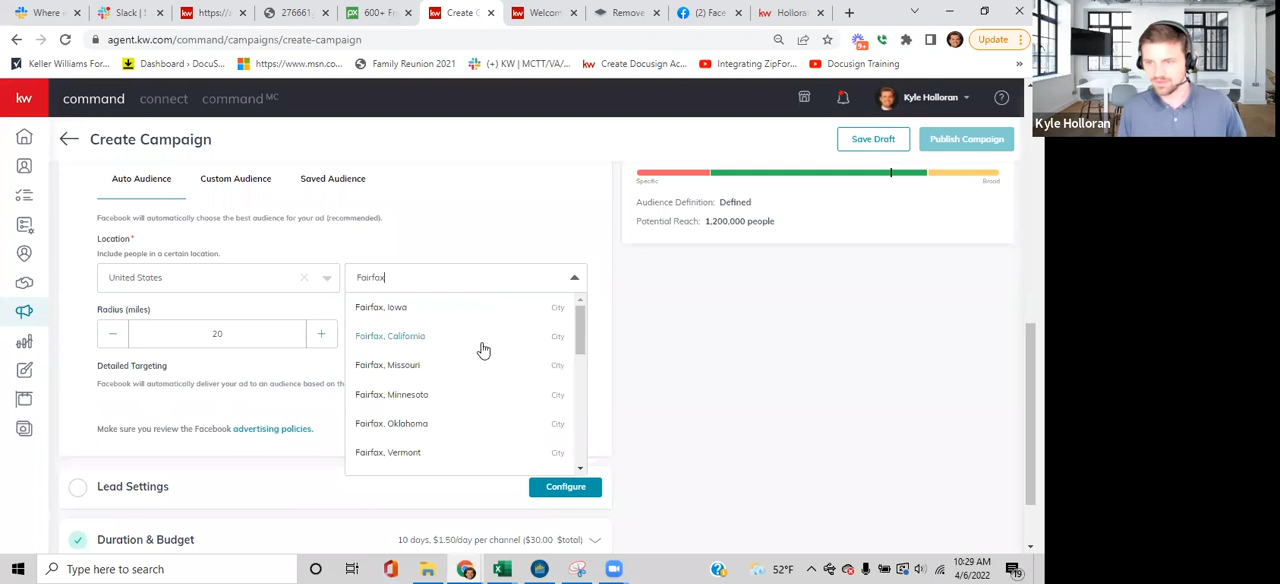 Where
Slack |
https://
276661
600+ Fr
Create C
Welcom
Remove
(2) Face
Hollora
agent.kw.com/command/campaigns/create-campaign
9+
Update
Keller Williams For...
Dashboard › DocuS...
https://www.msn.co...
Family Reunion 2021
(+) KW | MCTT/VA/...
Create Docusign Ac...
Integrating ZipFor...
Docusign Training
»
kw
command
connect
command MC
Kyle Holloran
?
Kyle Holloran
Create Campaign
Save Draft
Publish Campaign
Auto Audience
Custom Audience
Saved Audience
Specific
Broad
Facebook will automatically choose the best audience for your ad (recommended).
Audience Definition: Defined
Potential Reach: 1,200,000 people
Location*
Include people in a certain location.
United States
Fairfax
Fairfax, Iowa City
Radius (miles)
20
Fairfax, California City
Detailed Targeting
Fairfax, Missouri City
Facebook will automatically deliver your ad to an audience based on th
Fairfax, Minnesota City
Make sure you review the Facebook advertising policies.
Fairfax, Oklahoma City
Fairfax, Vermont City
Lead Settings
Configure
Duration & Budget
10 days, $1.50/day per channel ($30.00 total)
Type here to search
52°F
10:29 AM
4/6/2022
19